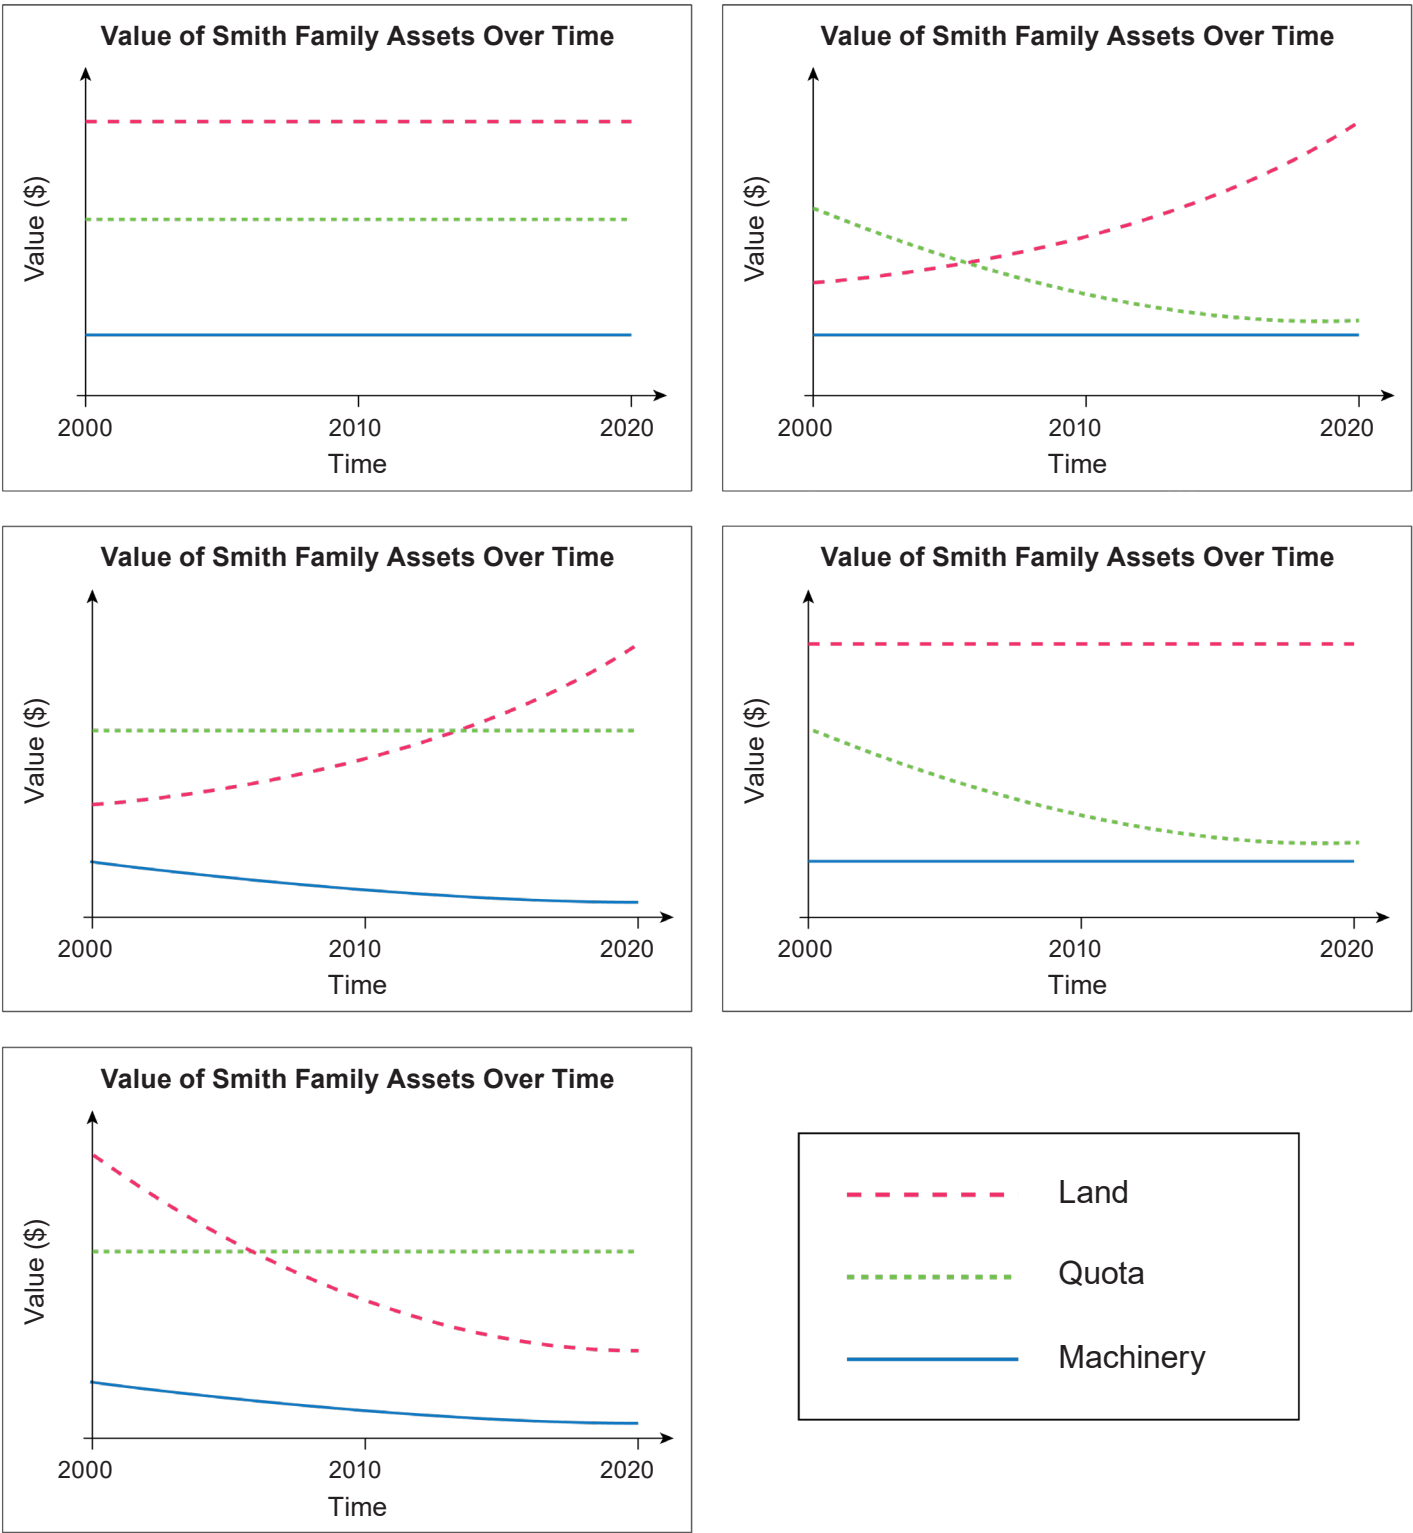 Value of Smith Family Assets Over Time
Value ($)
2000 2010 2020
Time
Value of Smith Family Assets Over Time
Value ($)
2000 2010 2020
Time
Value of Smith Family Assets Over Time
Value ($)
2000 2010 2020
Time
Value of Smith Family Assets Over Time
Value ($)
2000 2010 2020
Time
Value of Smith Family Assets Over Time
Value ($)
2000 2010 2020
Time
Land
Quota
Machinery